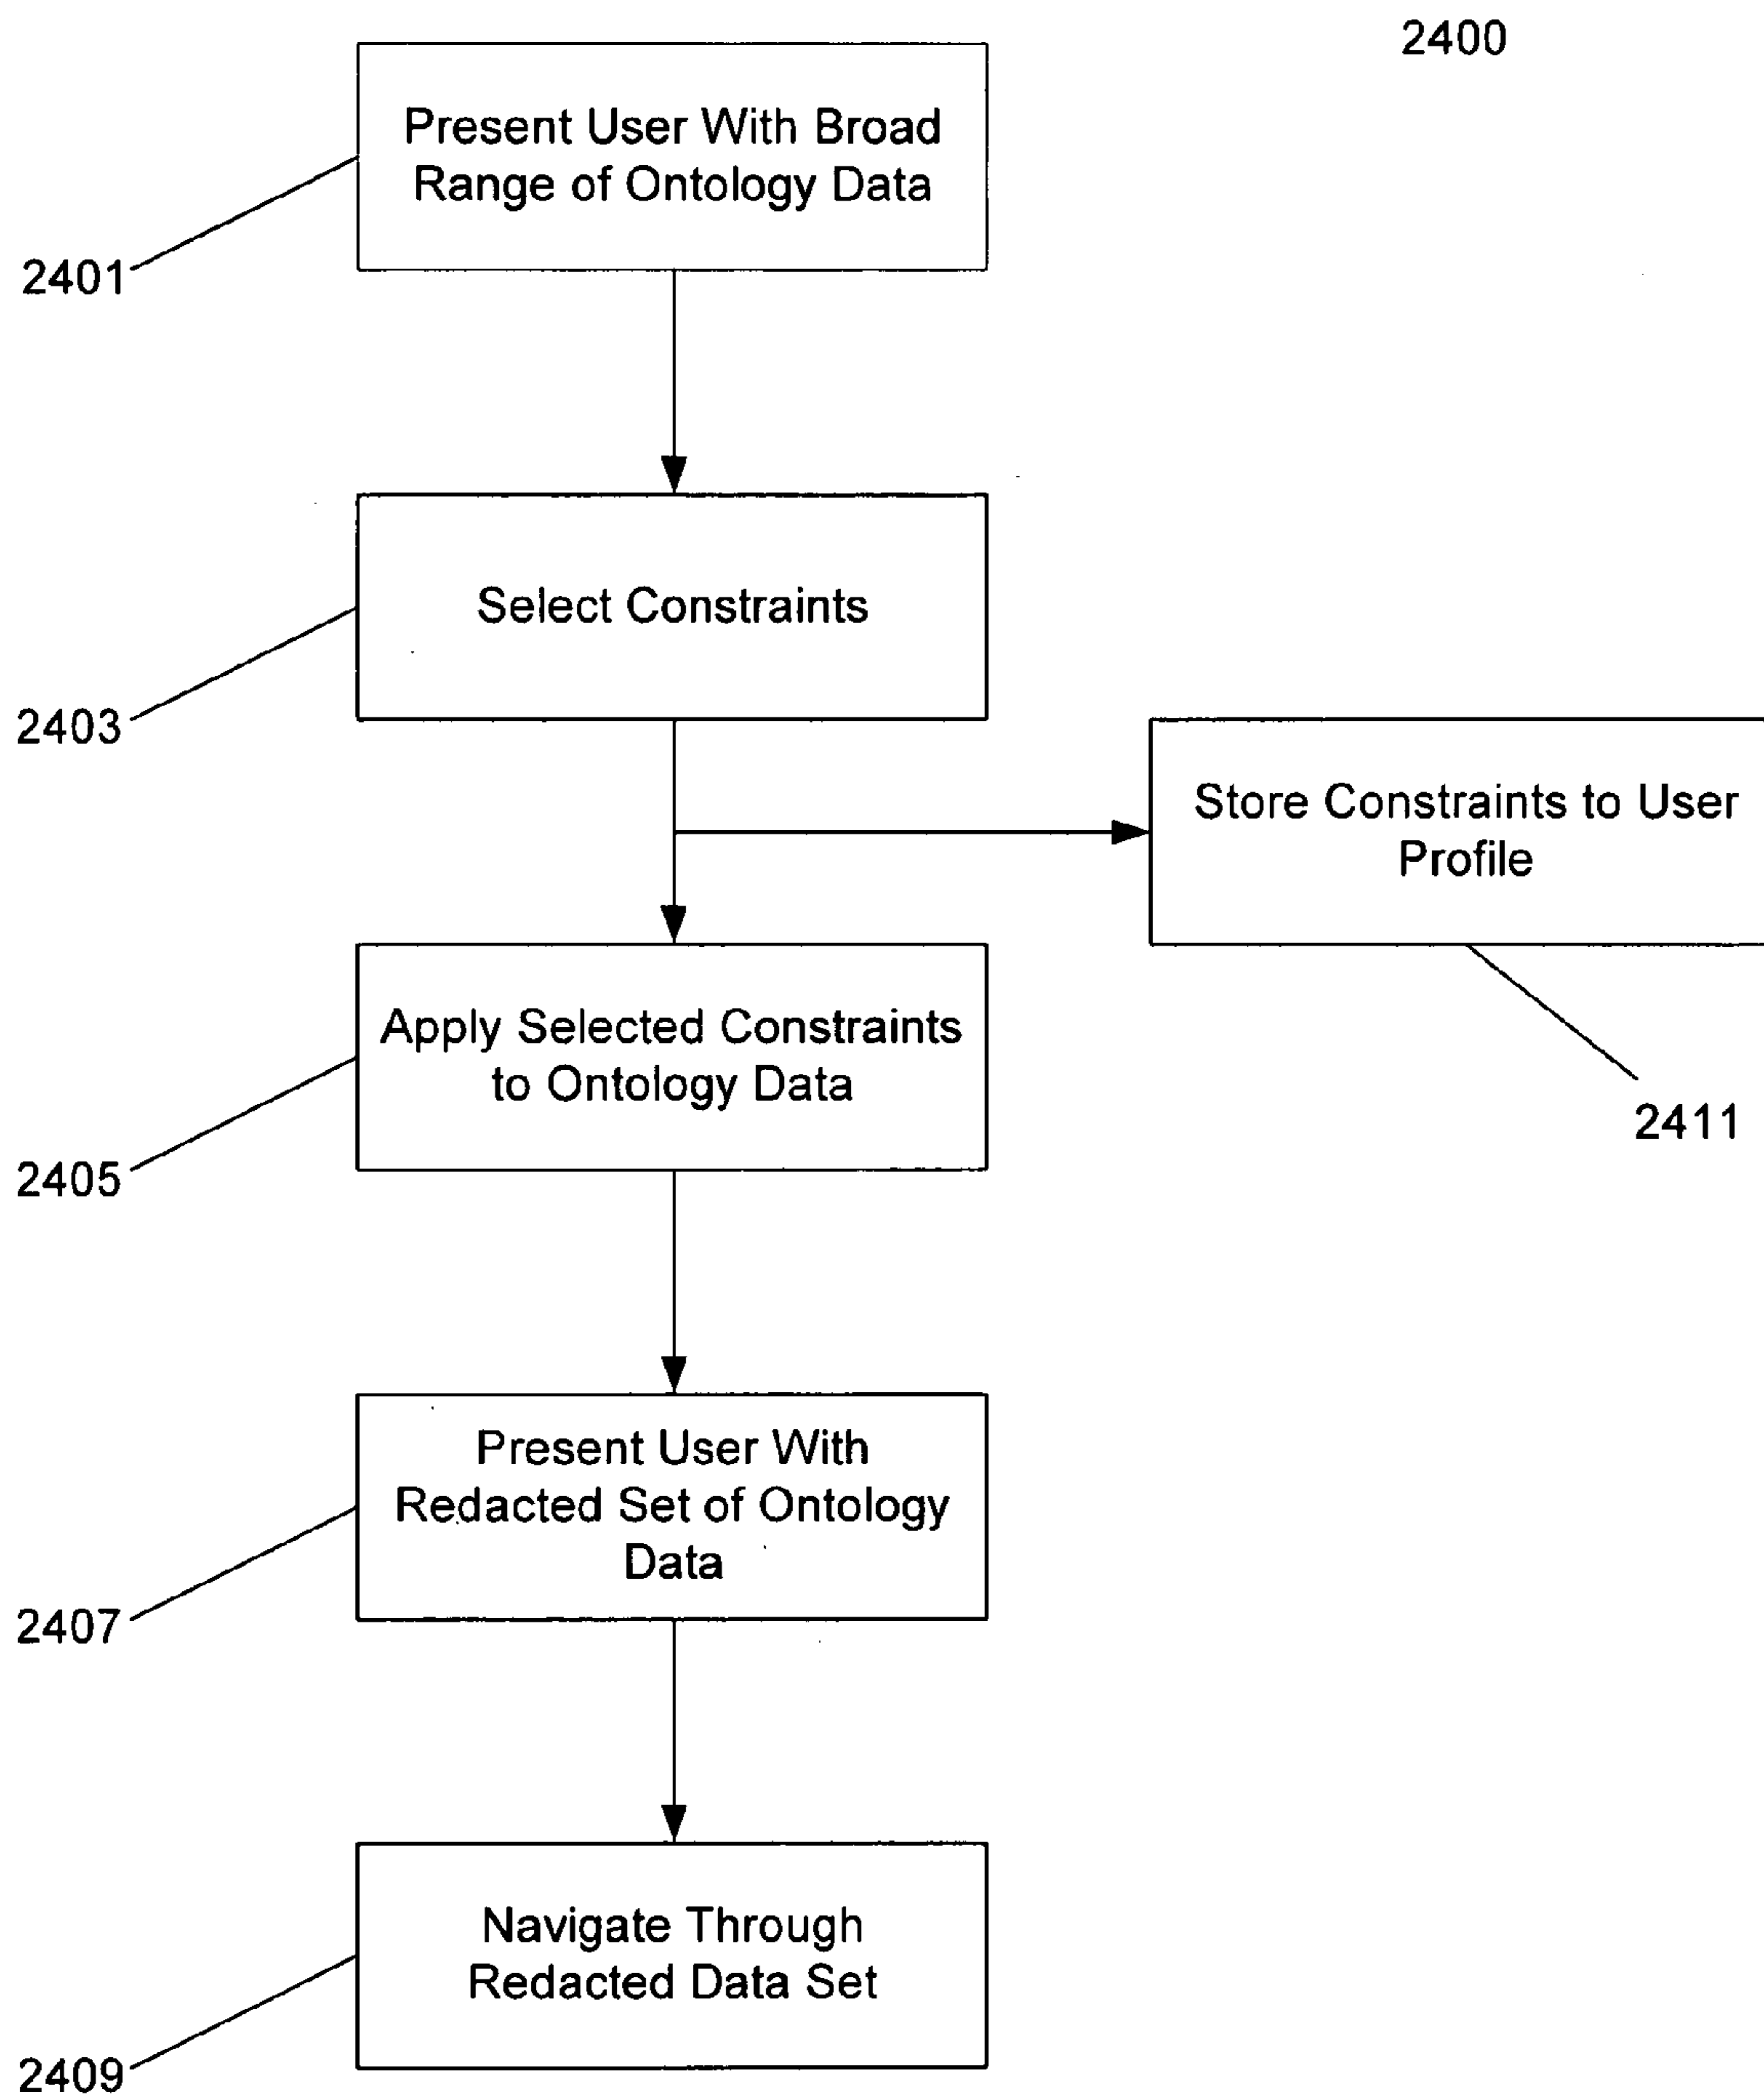 2400
Present User With Broad
Range of Ontology Data
2401
Select Constraints
2403
Store Constraints to User
Profile
Apply Selected Constraints
to Ontology Data
2411
2405
Present User With
Redacted Set of Ontology
Data
2407
Navigate Through
Redacted Data Set
2409